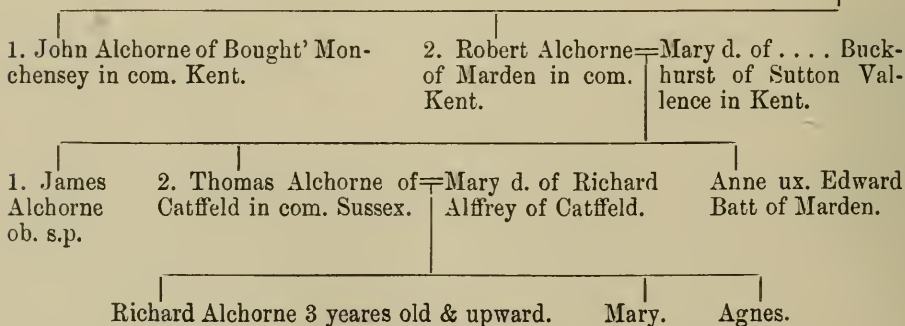 1. John Alchorne of Bought' Mon-
chensey in com. Kent.
2. Robert Alchorne
of Marden in com.
Kent.
Mary d. of .... Buck-
hurst of Sutton Val-
lence in Kent.
1. James
Alchorne
ob. s.p.
2. Thomas Alchorne of
Catffeld in com. Sussex.
Mary d. of Richard
Alffrey of Catffeld.
Anne ux. Edward
Batt of Marden.
Richard Alchorne 3 yeares old & upward.
Mary.
Agnes.